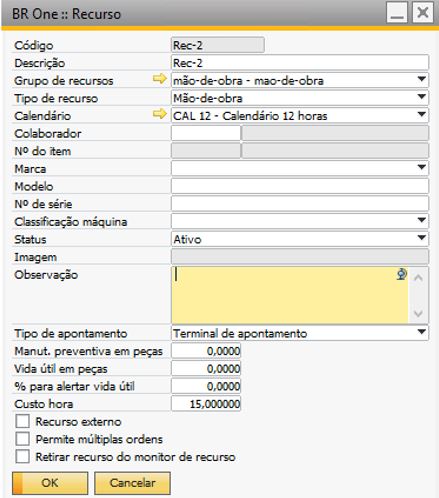 BR One :: Recurso
Código Rec-2
Descrição Rec-2
Grupo de recursos mão-de-obra - mao-de-obra
Tipo de recurso Mão-de-obra
Calendário CAL 12 - Calendário 12 horas
Colaborador
Nº do item
Marca
Modelo
Nº de série
Classificação máquina
Status Ativo
Imagem
Observação
Tipo de apontamento Terminal de apontamento
Manut. preventiva em peças 0,0000
Vida útil em peças 0,0000
% para alertar vida útil 0,0000
Custo hora 15,000000
Recurso externo
Permite múltiplas ordens
Retirar recurso do monitor de recurso
OK Cancelar